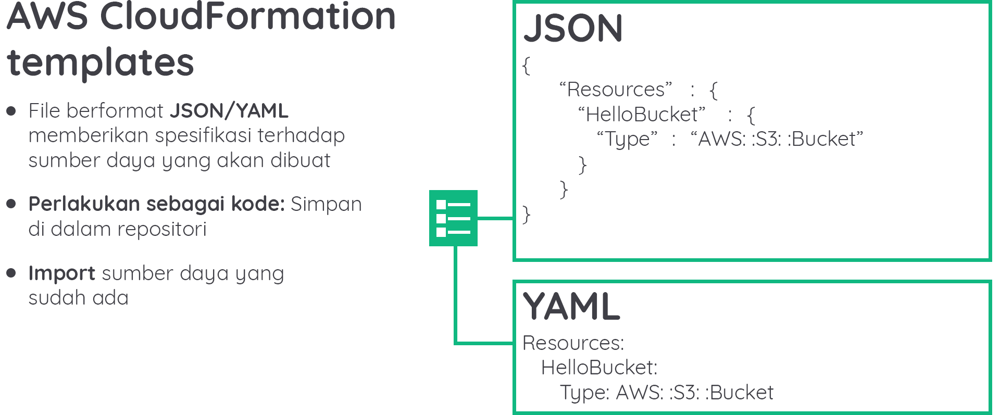 AWS CloudFormation
templates
• File berformat JSON/YAML
memberikan spesifikasi terhadap
sumber daya yang akan dibuat
• Perlakukan sebagai kode: Simpan
di dalam repositori
• Import sumber daya yang
sudah ada
JSON
{
“Resources” : {
“HelloBucket” : {
“Type” : “AWS: :S3: :Bucket”
}
}
}
YAML
Resources:
HelloBucket:
Type: AWS: :S3: :Bucket